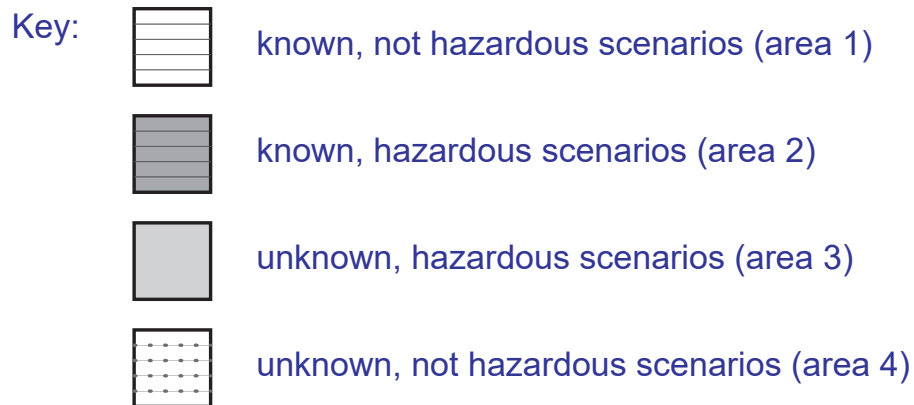 Key:
known, not hazardous scenarios (area 1)
known, hazardous scenarios (area 2)
unknown, hazardous scenarios (area 3)
unknown, not hazardous scenarios (area 4)